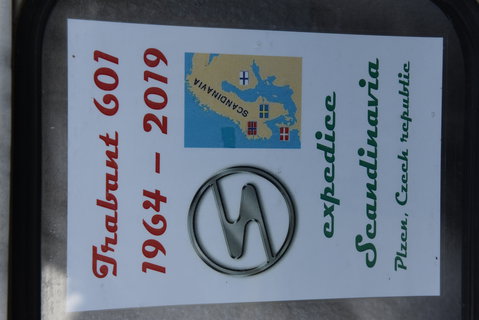 Trabant 601
1964 – 2019
SCANDINAVIA
expedice
Scandinavia
Plzen, Czech republic